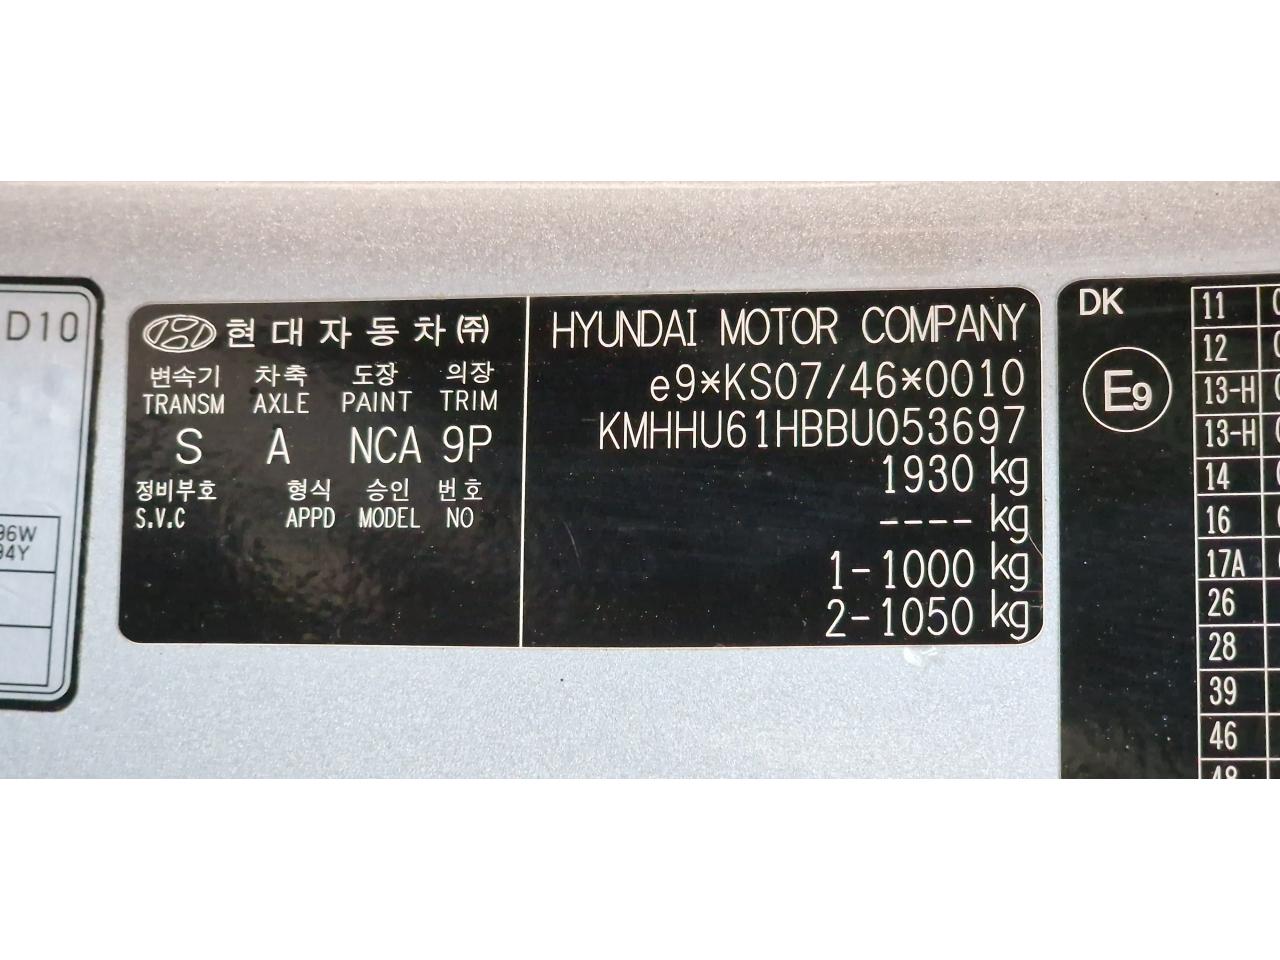 D10
96W
94Y
현대자동차㈜
변속기 차축 도장 의장
TRANSM AXLE PAINT TRIM
S A NCA 9P
정비부호 형식 승인 번호
S.V.C APPD MODEL NO
HYUNDAI MOTOR COMPANY
e9*KS07/46*0010
KMHHU61HBBU053697
1930 kg
---- kg
1-1000 kg
2-1050 kg
DK
E9
11
12
13-H
13-H
14
16
17A
26
28
39
46
48